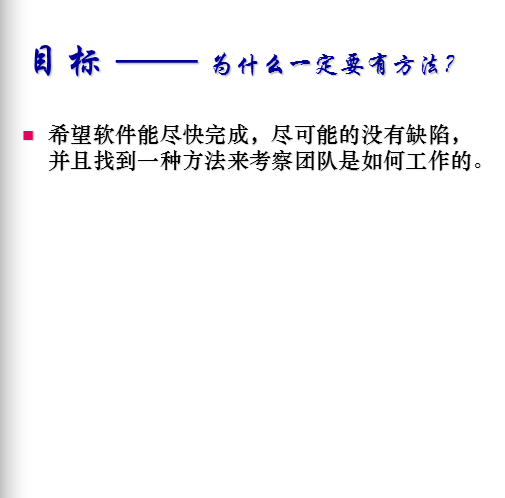 目标 —— 为什么一定要有方法?
希望软件能尽快完成，尽可能的没有缺陷，
并且找到一种方法来考察团队是如何工作的。